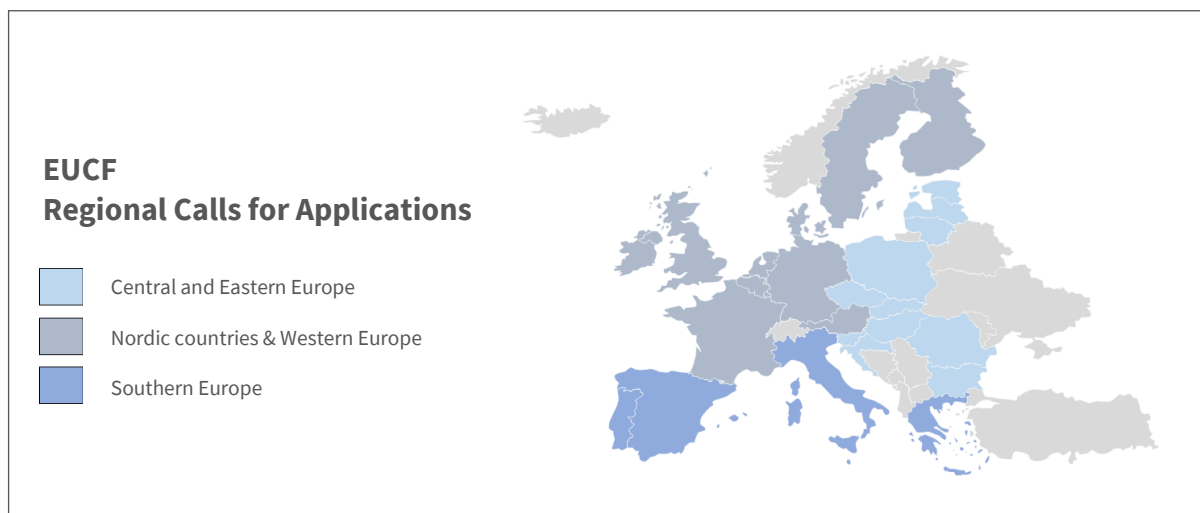 EUCF
Regional Calls for Applications
Central and Eastern Europe
Nordic countries & Western Europe
Southern Europe